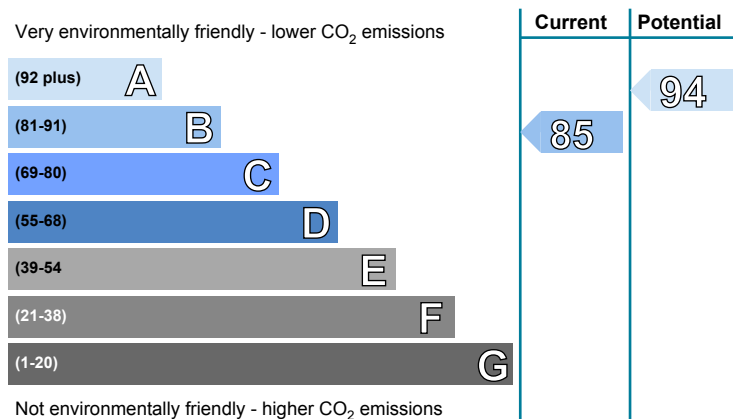 Very environmentally friendly - lower CO₂ emissions
Current
Potential
(92 plus) A
94
(81-91) B
85
(69-80) C
(55-68) D
(39-54 E
(21-38) F
(1-20) G
Not environmentally friendly - higher CO₂ emissions